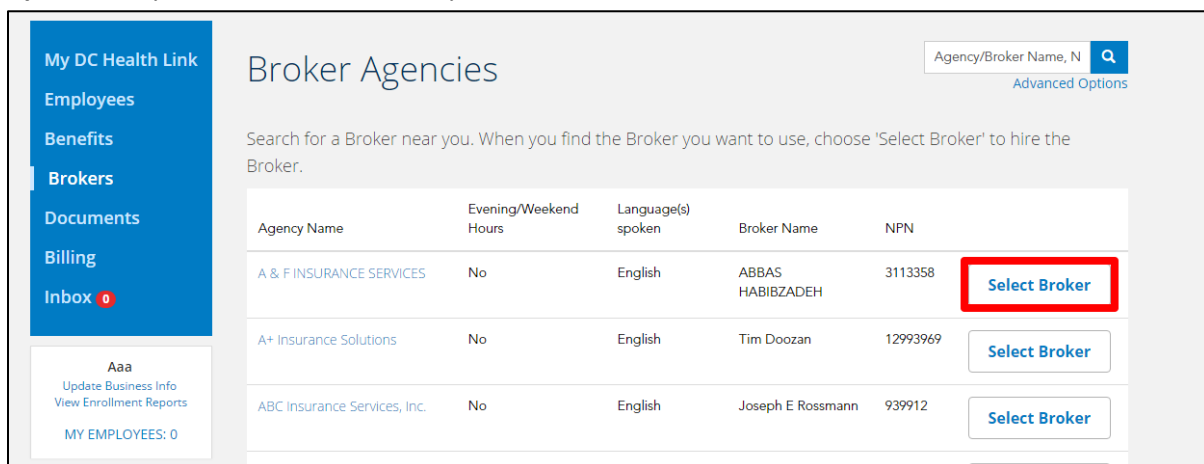 My DC Health Link
Employees
Benefits
Brokers
Documents
Billing
Inbox 0
Aaa
Update Business Info
View Enrollment Reports
MY EMPLOYEES: 0
Broker Agencies
Agency/Broker Name, N
Advanced Options
Search for a Broker near you. When you find the Broker you want to use, choose 'Select Broker' to hire the
Broker.
Agency Name Evening/Weekend Hours Language(s) spoken Broker Name NPN
A & F INSURANCE SERVICES No English ABBAS HABIBZADEH 3113358 Select Broker
A+ Insurance Solutions No English Tim Doozan 12993969 Select Broker
ABC Insurance Services, Inc. No English Joseph E Rossmann 939912 Select Broker